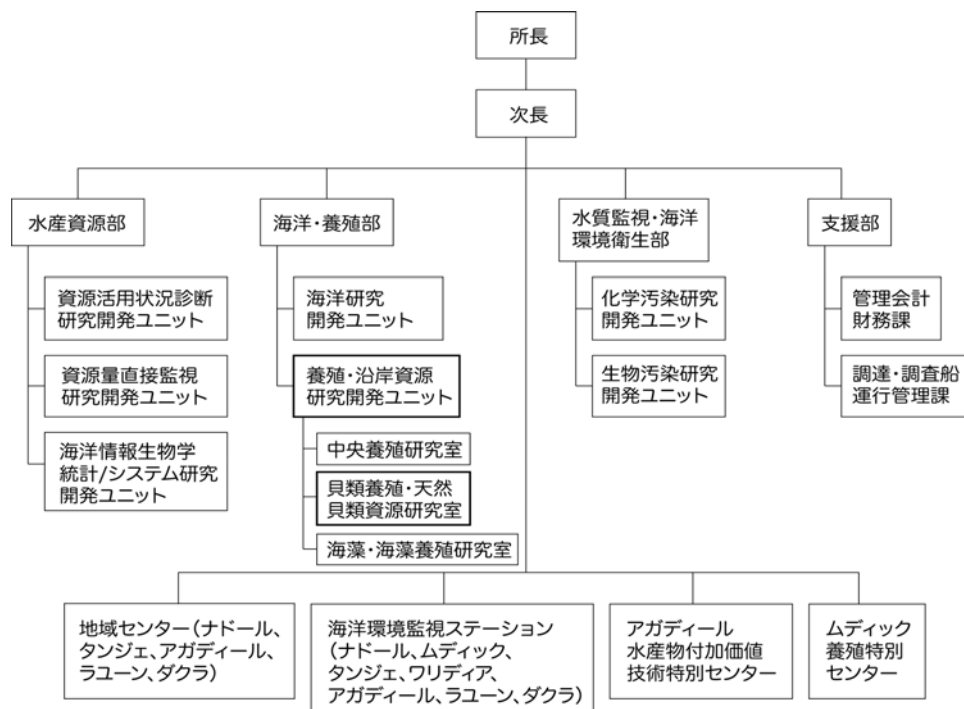 所長
次長
水産資源部
海洋・養殖部
水質監視・海洋
環境衛生部
支援部
資源活用状況診断
研究開発ユニット
資源量直接監視
研究開発ユニット
海洋情報生物学
統計/システム研究
開発ユニット
海洋研究
開発ユニット
養殖・沿岸資源
研究開発ユニット
中央養殖研究室
貝類養殖・天然
貝類資源研究室
海藻・海藻養殖研究室
化学汚染研究
開発ユニット
生物汚染研究
開発ユニット
管理会計
財務課
調達・調査船
運行管理課
地域センター(ナドール、
タンジェ、アガディール、
ラユーン、ダクラ)
海洋環境監視ステーション
(ナドール、ムディック、
タンジェ、ワリディア、
アガディール、ラユーン、ダクラ)
アガディール
水産物付加価値
技術特別センター
ムディック
養殖特別
センター